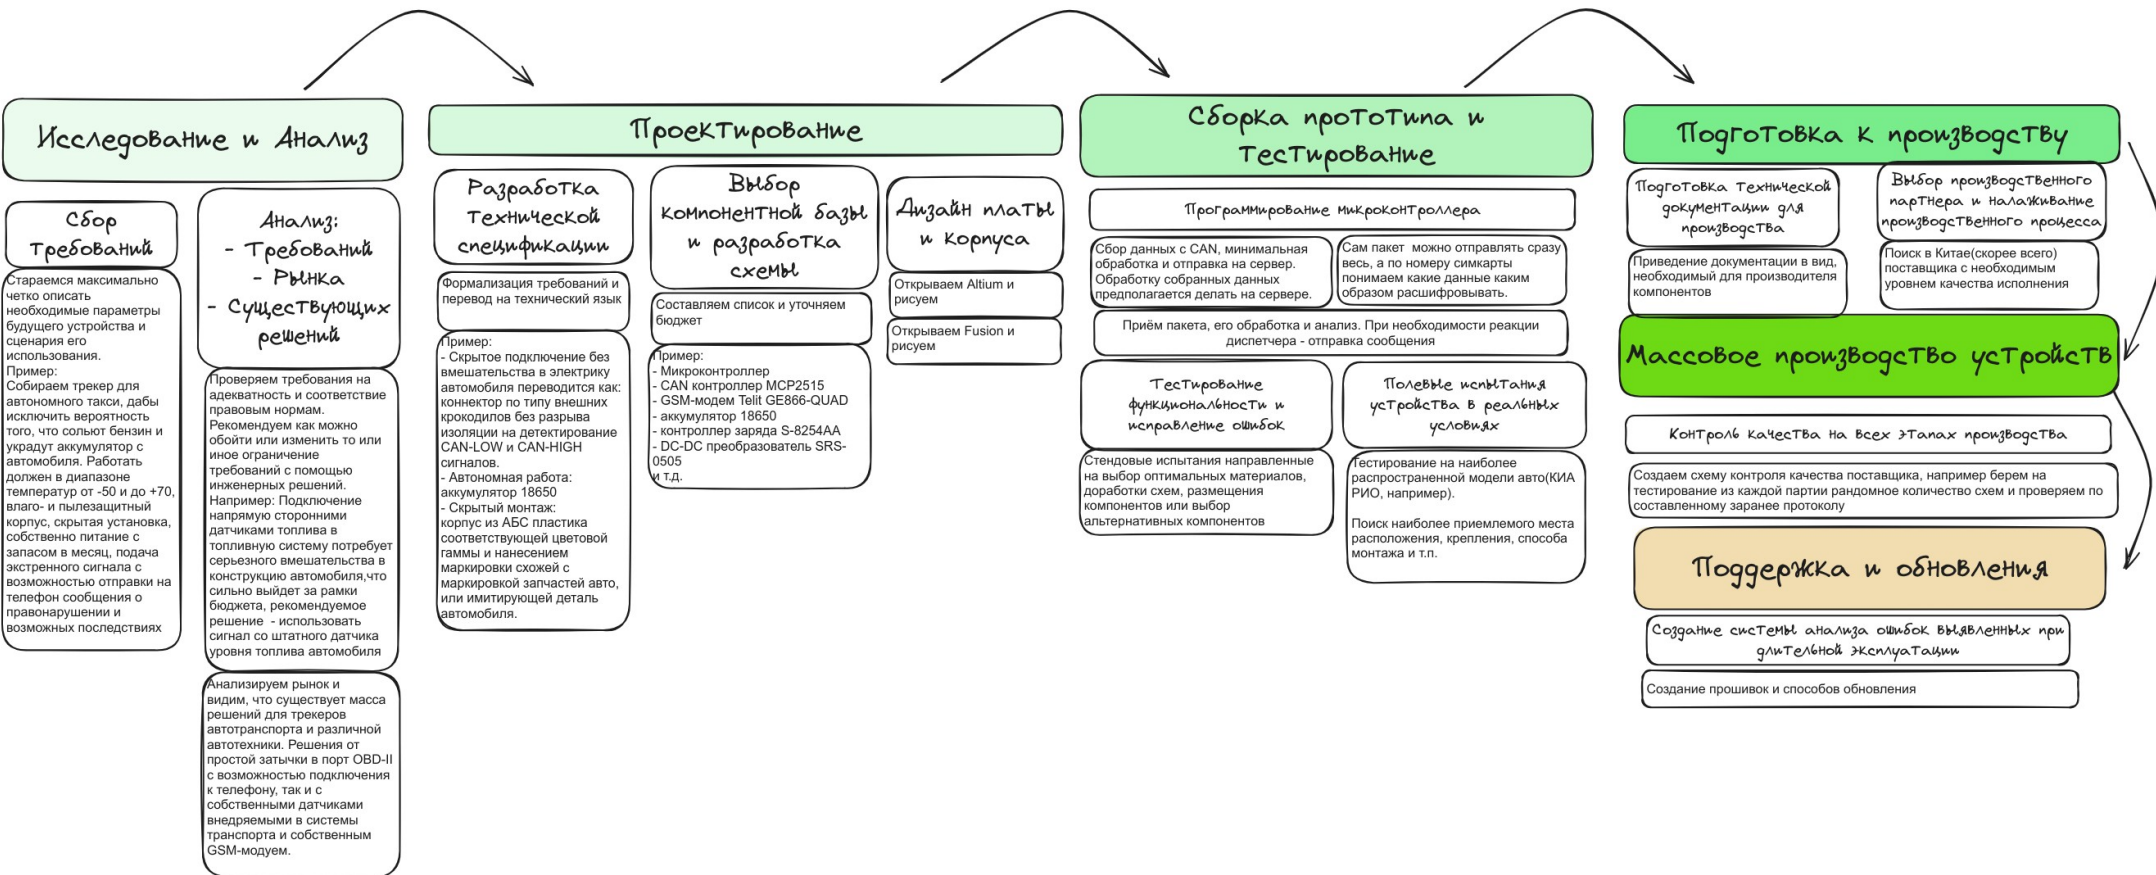 Исследование и Анализ
Сбор
требований
Стараемся максимально
четко описать
необходимые параметры
будущего устройства и
сценария его
использования.
Пример:
Собираем трекер для
автономного такси, дабы
исключить вероятность
того, что сольют бензин и
украдут аккумулятор с
автомобиля. Работать
должен в диапазоне
температур от -50 и до +70,
влаго- и пылезащитный
корпус, скрытая установка,
собственно питание с
запасом в месяц, подача
экстренного сигнала с
возможностью отправки на
телефон сообщения о
правонарушении и
возможных последствиях
Анализ:
- Требований
- Рынка
- Существующих
решений
Проверяем требования на
адекватность и соответствие
правовым нормам.
Рекомендуем как можно
обойти или изменить то или
иное ограничение
требований с помощью
инженерных решений.
Например: Подключение
напрямую сторонними
датчиками топлива в
топливную систему потребует
серьезного вмешательства в
конструкцию автомобиля,что
сильно выйдет за рамки
бюджета, рекомендуемое
решение  - использовать
сигнал со штатного датчика
уровня топлива автомобиля
Анализируем рынок и
видим, что существует масса
решений для трекеров
автотранспорта и различной
автотехники. Решения от
простой затычки в порт OBD-II
с возможностью подключения
к телефону, так и с
собственными датчиками
внедряемыми в системы
транспорта и собственным
GSM-модуем.
Проектирование
Разработка
технической
спецификации
Формализация требований и
перевод на технический язык
Пример:
- Скрытое подключение без
вмешательства в электрику
автомобиля переводится как:
коннектор по типу внешних
крокодилов без разрыва
изоляции на детектирование
CAN-LOW и CAN-HIGH
сигналов.
- Автономная работа:
аккумулятор 18650
- Скрытый монтаж:
корпус из АБС пластика
соответствующей цветовой
гаммы и нанесением
маркировки схожей с
маркировкой запчастей авто,
или имитирующей деталь
автомобиля.
Выбор
компонентной базы
и разработка
схемы
Составляем список и уточняем
бюджет
Пример:
- Микроконтроллер
- CAN контроллер MCP2515
- GSM-модем Telit GE866-QUAD
- аккумулятор 18650
- контроллер заряда S-8254AA
- DC-DC преобразователь SRS-
0505
и т.д.
Дизайн платы
и корпуса
Открываем Altium и
рисуем
Открываем Fusion и
рисуем
Сборка прототипа и
тестирование
Программирование микроконтроллера
Сбор данных с CAN, минимальная
обработка и отправка на сервер.
Обработку собранных данных
предполагается делать на сервере.
Сам пакет  можно отправлять сразу
весь, а по номеру симкарты
понимаем какие данные каким
образом расшифровывать.
Приём пакета, его обработка и анализ. При необходимости реакции
диспетчера - отправка сообщения
Тестирование
функциональности и
исправление ошибок
Стендовые испытания направленные
на выбор оптимальных материалов,
доработки схем, размещения
компонентов или выбор
альтернативных компонентов
Полевые испытания
устройства в реальных
условиях
Тестирование на наиболее
распространенной модели авто(КИА
РИО, например).
Поиск наиболее приемлемого места
расположения, крепления, способа
монтажа и т.п.
Подготовка к производству
Подготовка технической
документации для
производства
Приведение документации в вид,
необходимый для производителя
компонентов
Выбор производственного
партнера и налаживание
производственного процесса
Поиск в Китае(скорее всего)
поставщика с необходимым
уровнем качества исполнения
Массовое производство устройств
Контроль качества на всех этапах производства
Создаем схему контроля качества поставщика, например берем на
тестирование из каждой партии рандомное количество схем и проверяем по
составленному заранее протоколу
Поддержка и обновления
Создание системы анализа ошибок выявленных при
длительной эксплуатации
Создание прошивок и способов обновления